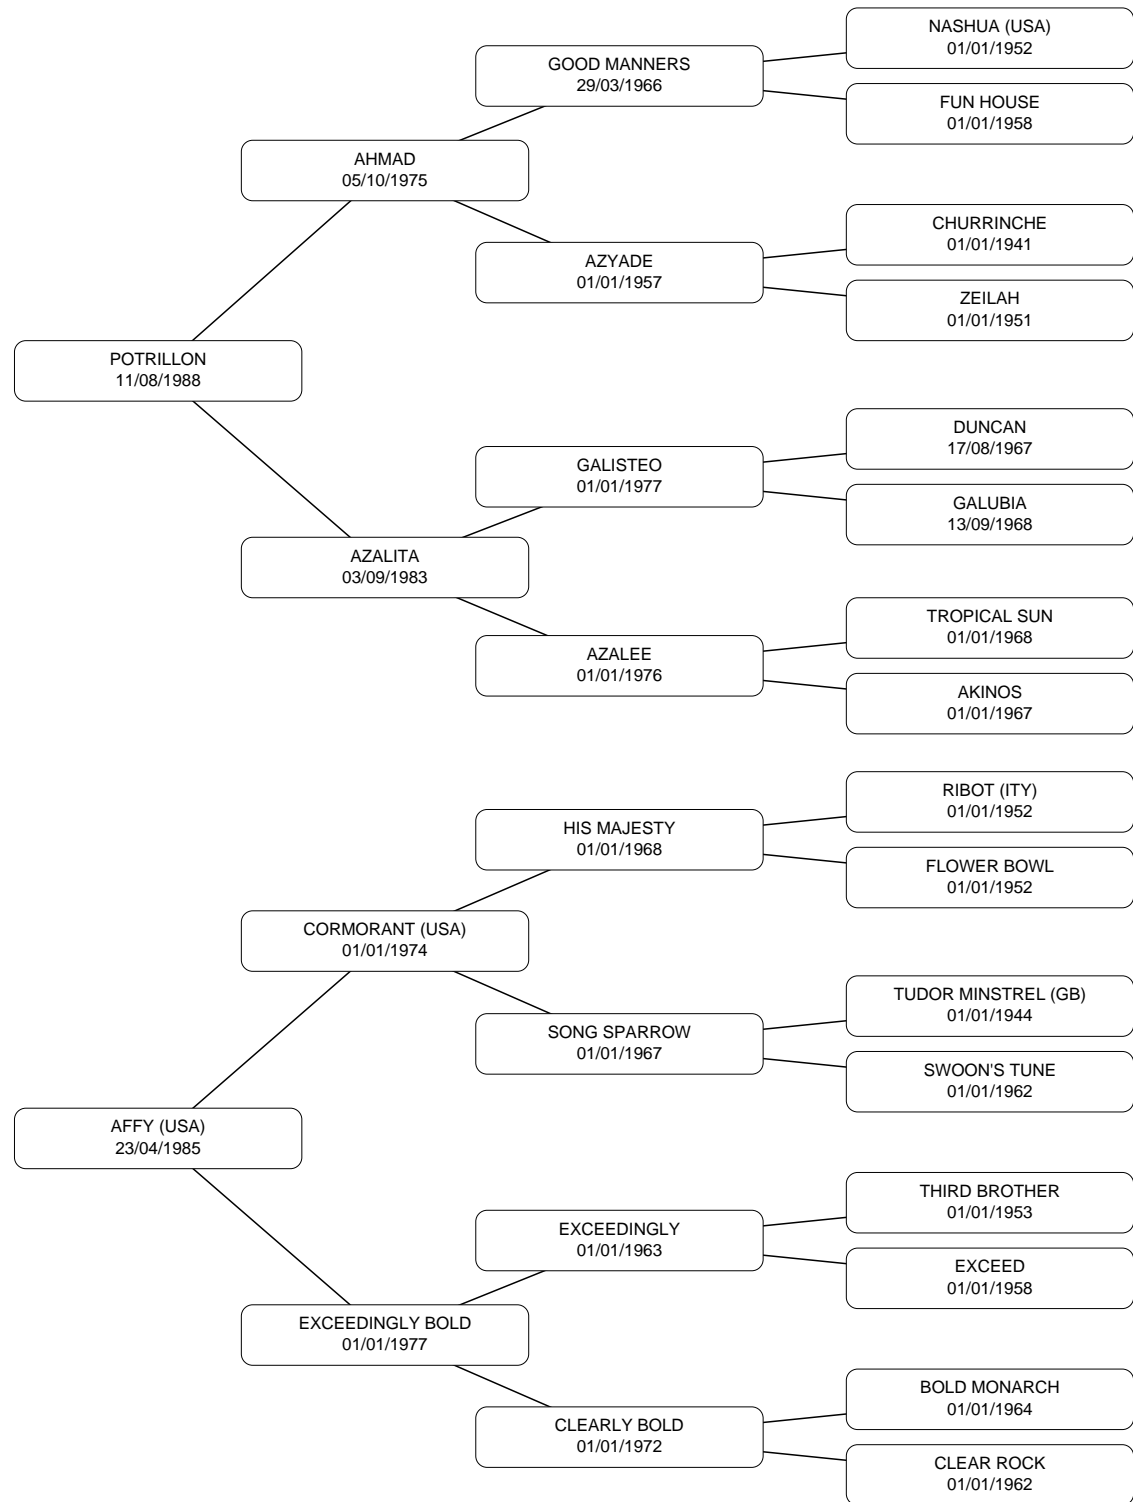 NASHUA (USA)
01/01/1952
GOOD MANNERS
29/03/1966
FUN HOUSE
01/01/1958
AHMAD
05/10/1975
CHURRINCHE
01/01/1941
AZYADE
01/01/1957
ZEILAH
01/01/1951
POTRILLON
11/08/1988
DUNCAN
17/08/1967
GALISTEO
01/01/1977
GALUBIA
13/09/1968
AZALITA
03/09/1983
TROPICAL SUN
01/01/1968
AZALEE
01/01/1976
AKINOS
01/01/1967
RIBOT (ITY)
01/01/1952
HIS MAJESTY
01/01/1968
FLOWER BOWL
01/01/1952
CORMORANT (USA)
01/01/1974
TUDOR MINSTREL (GB)
01/01/1944
SONG SPARROW
01/01/1967
SWOON'S TUNE
01/01/1962
AFFY (USA)
23/04/1985
THIRD BROTHER
01/01/1953
EXCEEDINGLY
01/01/1963
EXCEED
01/01/1958
EXCEEDINGLY BOLD
01/01/1977
BOLD MONARCH
01/01/1964
CLEARLY BOLD
01/01/1972
CLEAR ROCK
01/01/1962